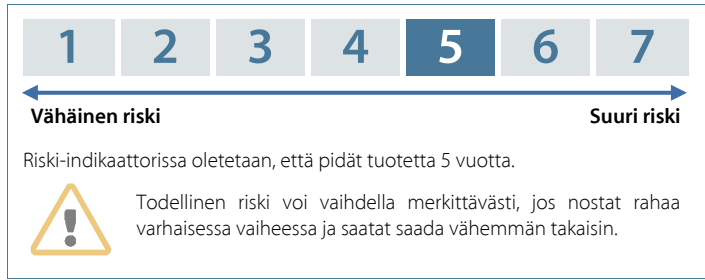 1 2 3 4 5 6 7
Vähäinen riski Suuri riski
Riski-indikaattorissa oletetaan, että pidät tuotetta 5 vuotta.
Todellinen riski voi vaihdella merkittävästi, jos nostat rahaa
varhaisessa vaiheessa ja saatat saada vähemmän takaisin.